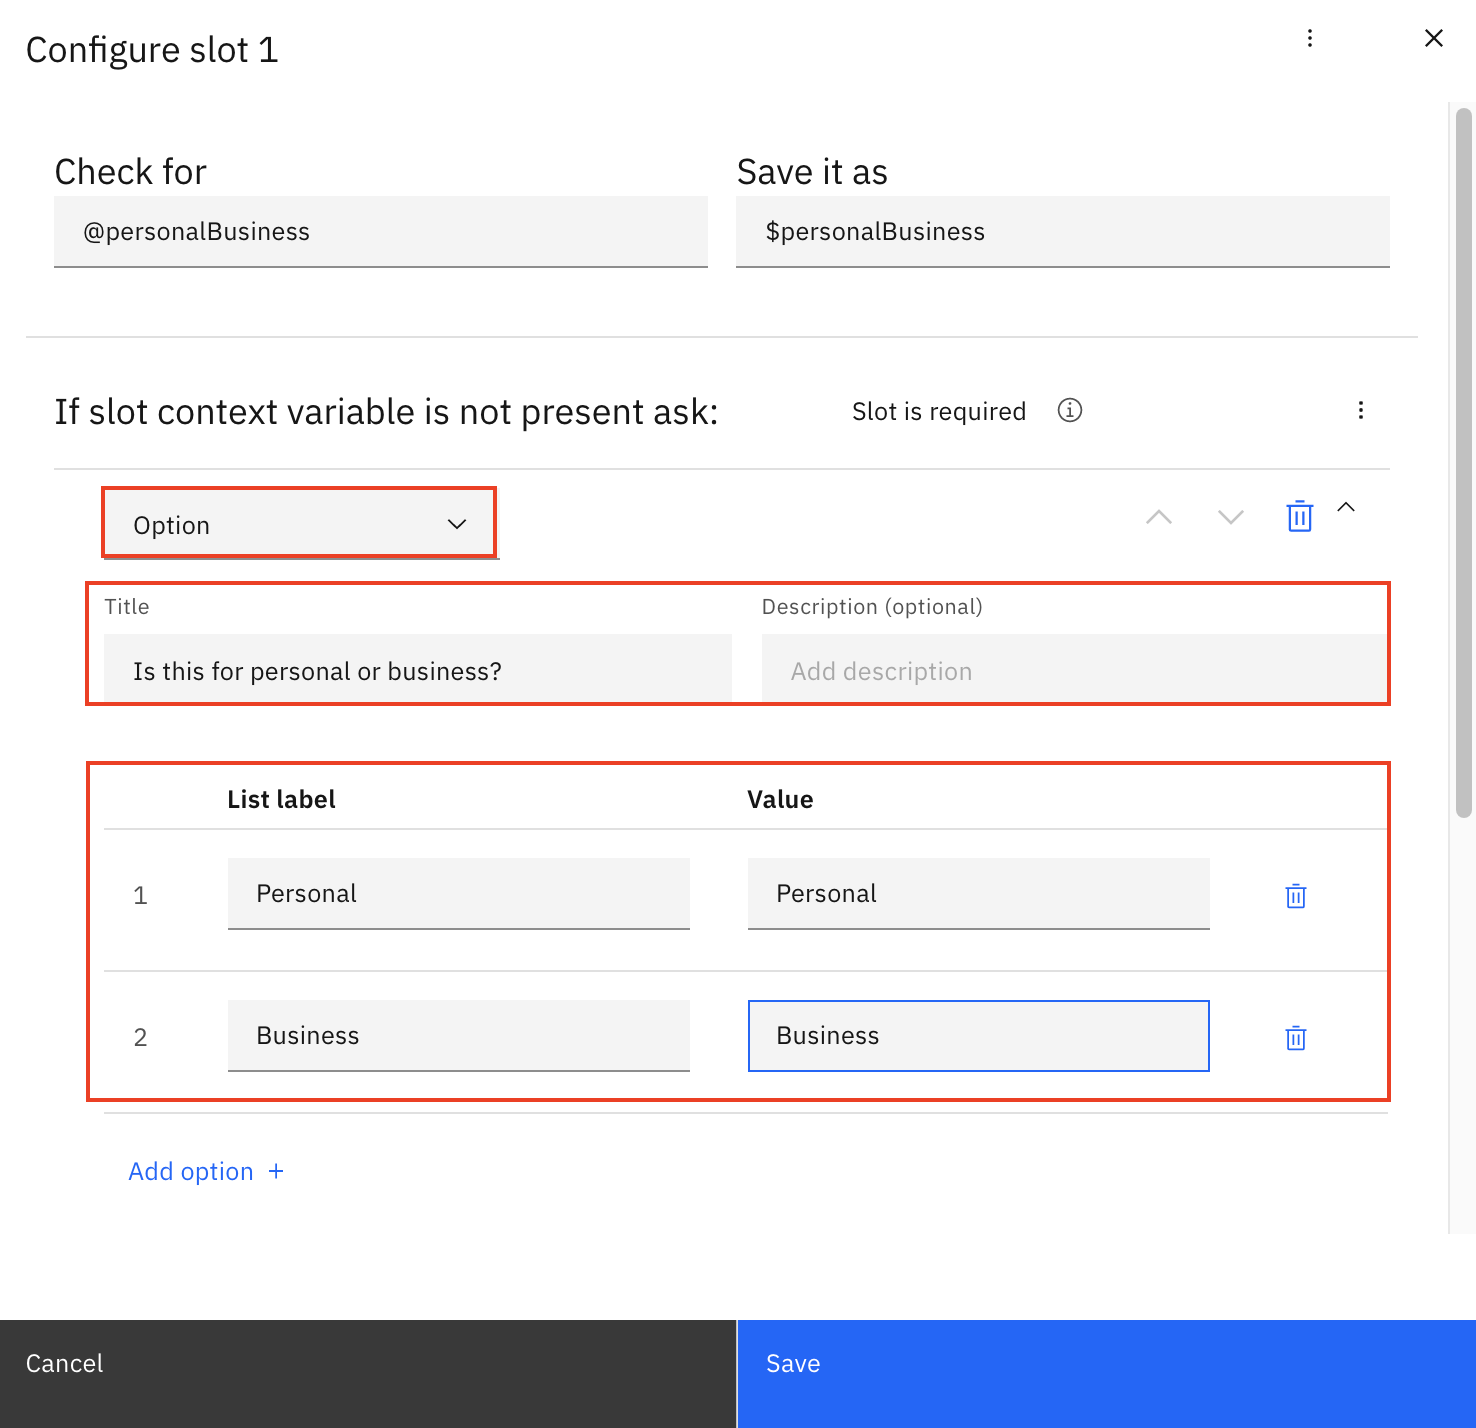 Configure slot 1
Check for
Save it as
@personalBusiness
$personalBusiness
If slot context variable is not present ask:
Slot is required
Option
Title
Description (optional)
Is this for personal or business?
Add description
List label
Value
1
Personal
Personal
2
Business
Business
Add option +
Cancel
Save